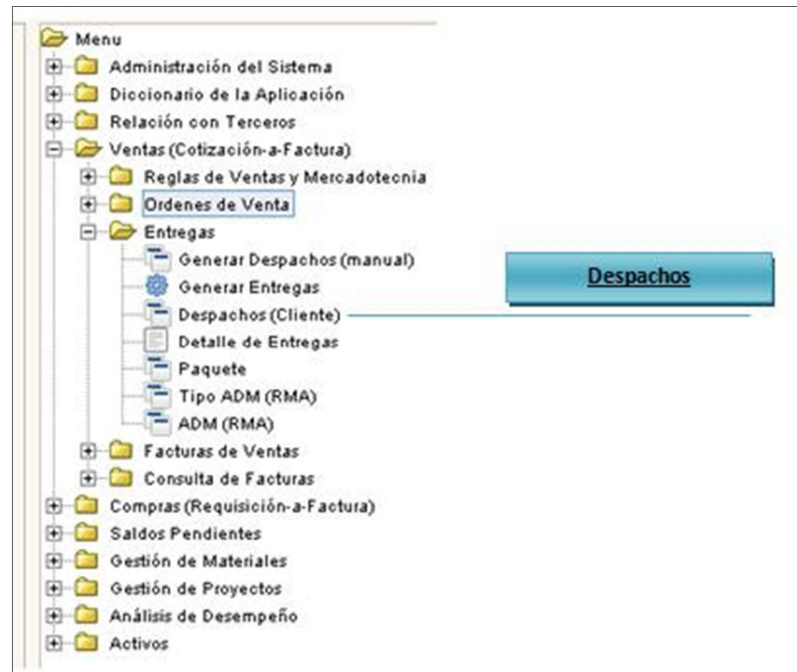 Menu
Administración del Sistema
Diccionario de la Aplicación
Relación con Terceros
Ventas (Cotización-a-Factura)
Reglas de Ventas y Mercadotecnia
Ordenes de Venta
Entregas
Generar Despachos (manual)
Generar Entregas
Despachos (Cliente)
Detalle de Entregas
Paquete
Tipo ADM (RMA)
ADM (RMA)
Facturas de Ventas
Consulta de Facturas
Compras (Requisición-a-Factura)
Saldos Pendientes
Gestión de Materiales
Gestión de Proyectos
Análisis de Desempeño
Activos
Despachos